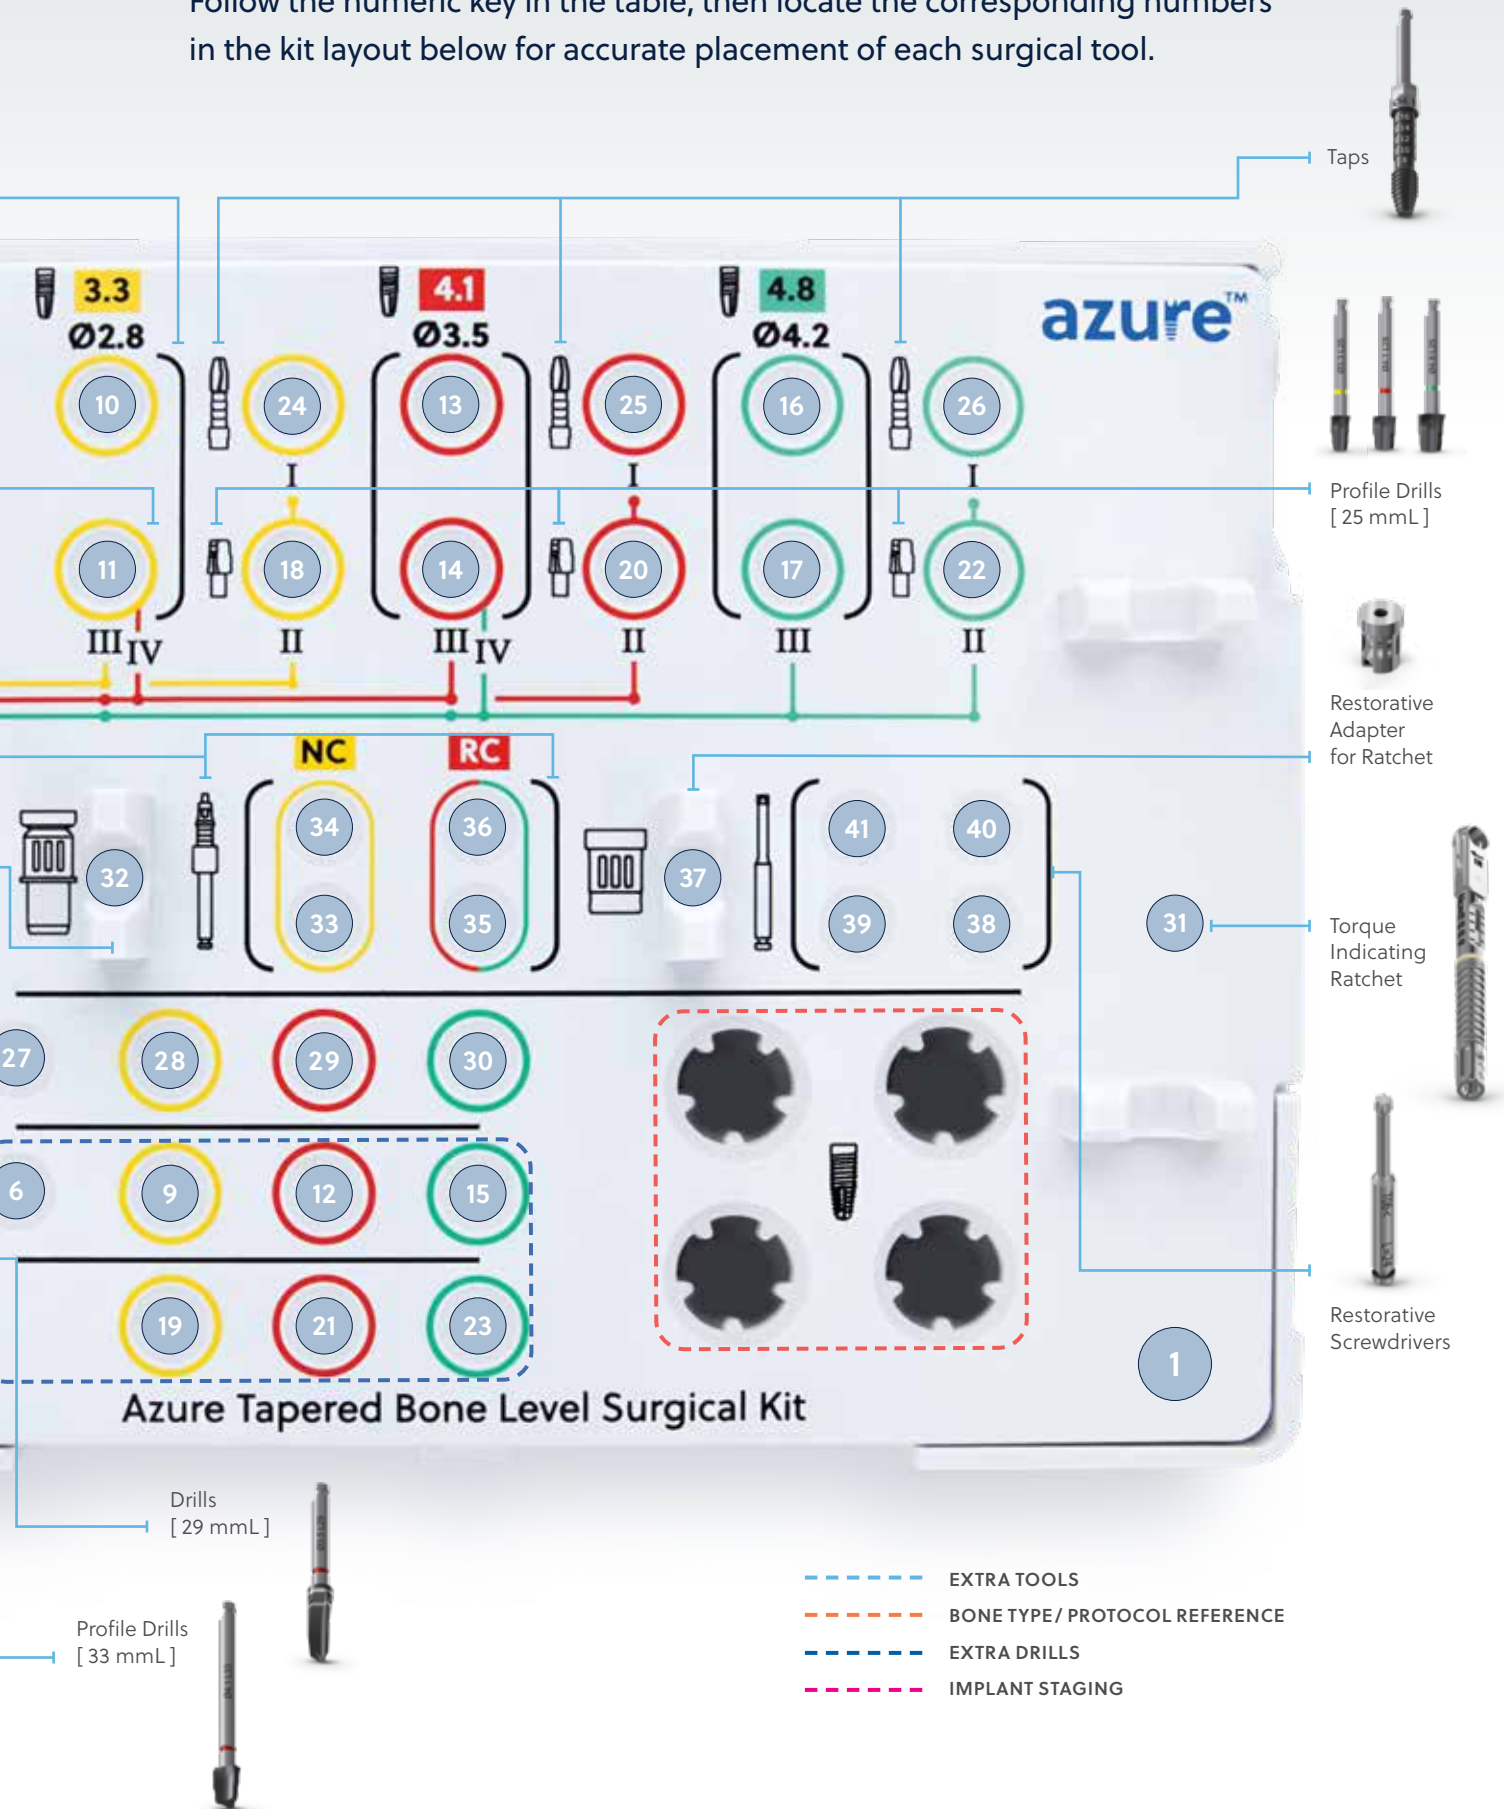 Follow the numeric key in the table, then locate the corresponding numbers
in the kit layout below for accurate placement of each surgical tool.
Taps
3.3
Ø2.8
4.1
Ø3.5
4.8
Ø4.2
azure™
10
24
13
25
16
26
I
I
I
Profile Drills
[ 25 mmL ]
11
18
14
20
17
22
III
IV
II
III
IV
II
III
II
Restorative
Adapter
for Ratchet
NC
RC
34
36
41
40
32
37
33
35
39
38
31
Torque
Indicating
Ratchet
27
28
29
30
6
9
12
15
19
21
23
1
Restorative
Screwdrivers
Azure Tapered Bone Level Surgical Kit
Drills
[ 29 mmL ]
Profile Drills
[ 33 mmL ]
EXTRA TOOLS
BONE TYPE/ PROTOCOL REFERENCE
EXTRA DRILLS
IMPLANT STAGING